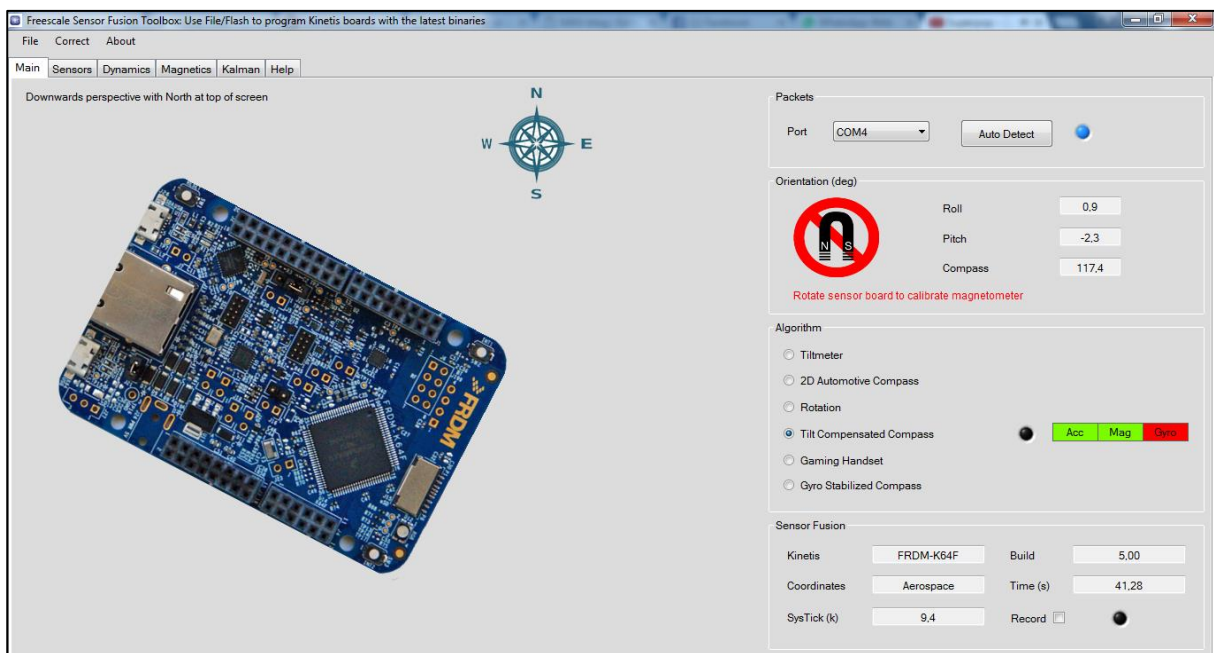 Freescale Sensor Fusion Toolbox: Use File/Flash to program Kinetis boards with the latest binaries
File Correct About
Main Sensors Dynamics Magnetics Kalman Help
Downwards perspective with North at top of screen
N
W E
S
FRDM
FRDM-K64F
Packets
Port COM4 Auto Detect
Orientation (deg)
N S
Roll 0,9
Pitch -2,3
Compass 117,4
Rotate sensor board to calibrate magnetometer
Algorithm
Tiltmeter
2D Automotive Compass
Rotation
Tilt Compensated Compass Acc Mag Gyro
Gaming Handset
Gyro Stabilized Compass
Sensor Fusion
Kinetis FRDM-K64F Build 5,00
Coordinates Aerospace Time (s) 41,28
SysTick (k) 9,4 Record